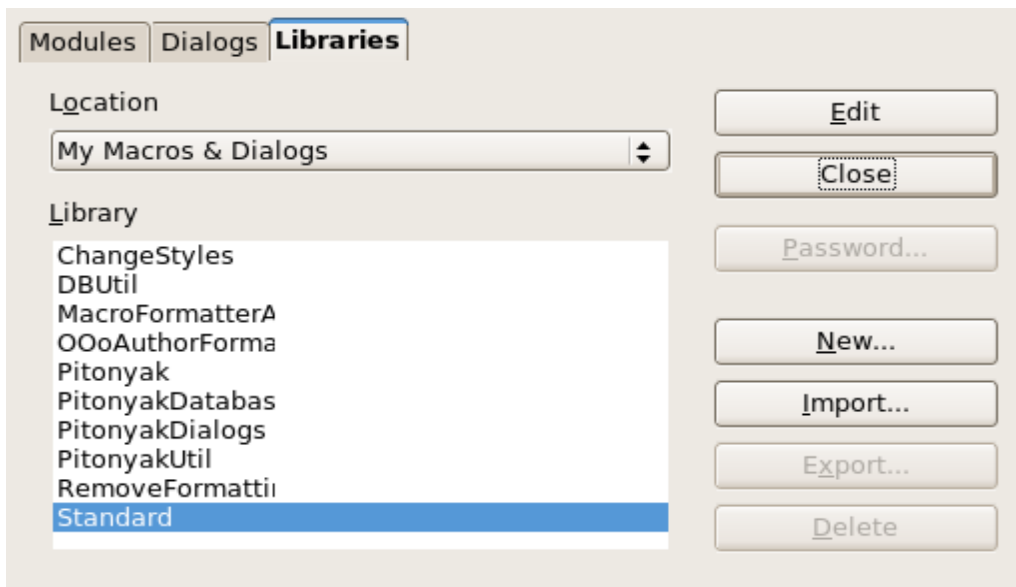 Modules Dialogs Libraries
Location
My Macros & Dialogs
Library
ChangeStyles
DBUtil
MacroFormatterA
OOoAuthorForma
Pitonyak
PitonyakDatabas
PitonyakDialogs
PitonyakUtil
RemoveFormatti
Standard
Edit
Close
Password...
New...
Import...
Export...
Delete